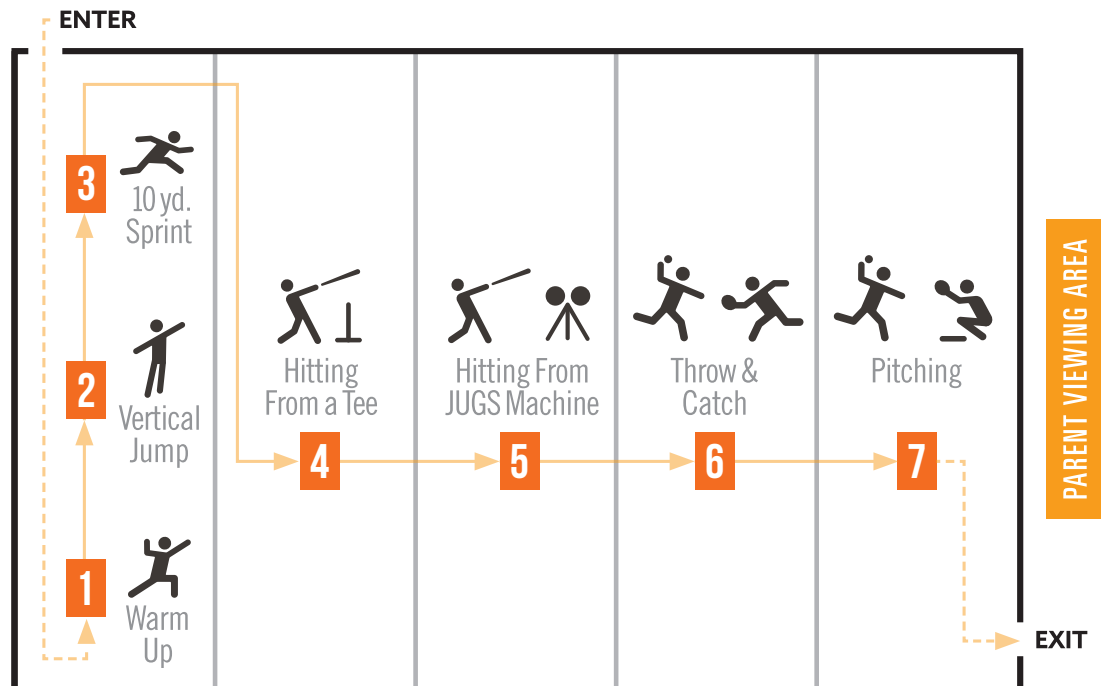 ENTER
3
10 yd.
Sprint
2
Vertical
Jump
1
Warm
Up
Hitting
From a Tee
4
Hitting From
JUGS Machine
5
Throw &
Catch
6
Pitching
7
PARENT VIEWING AREA
EXIT